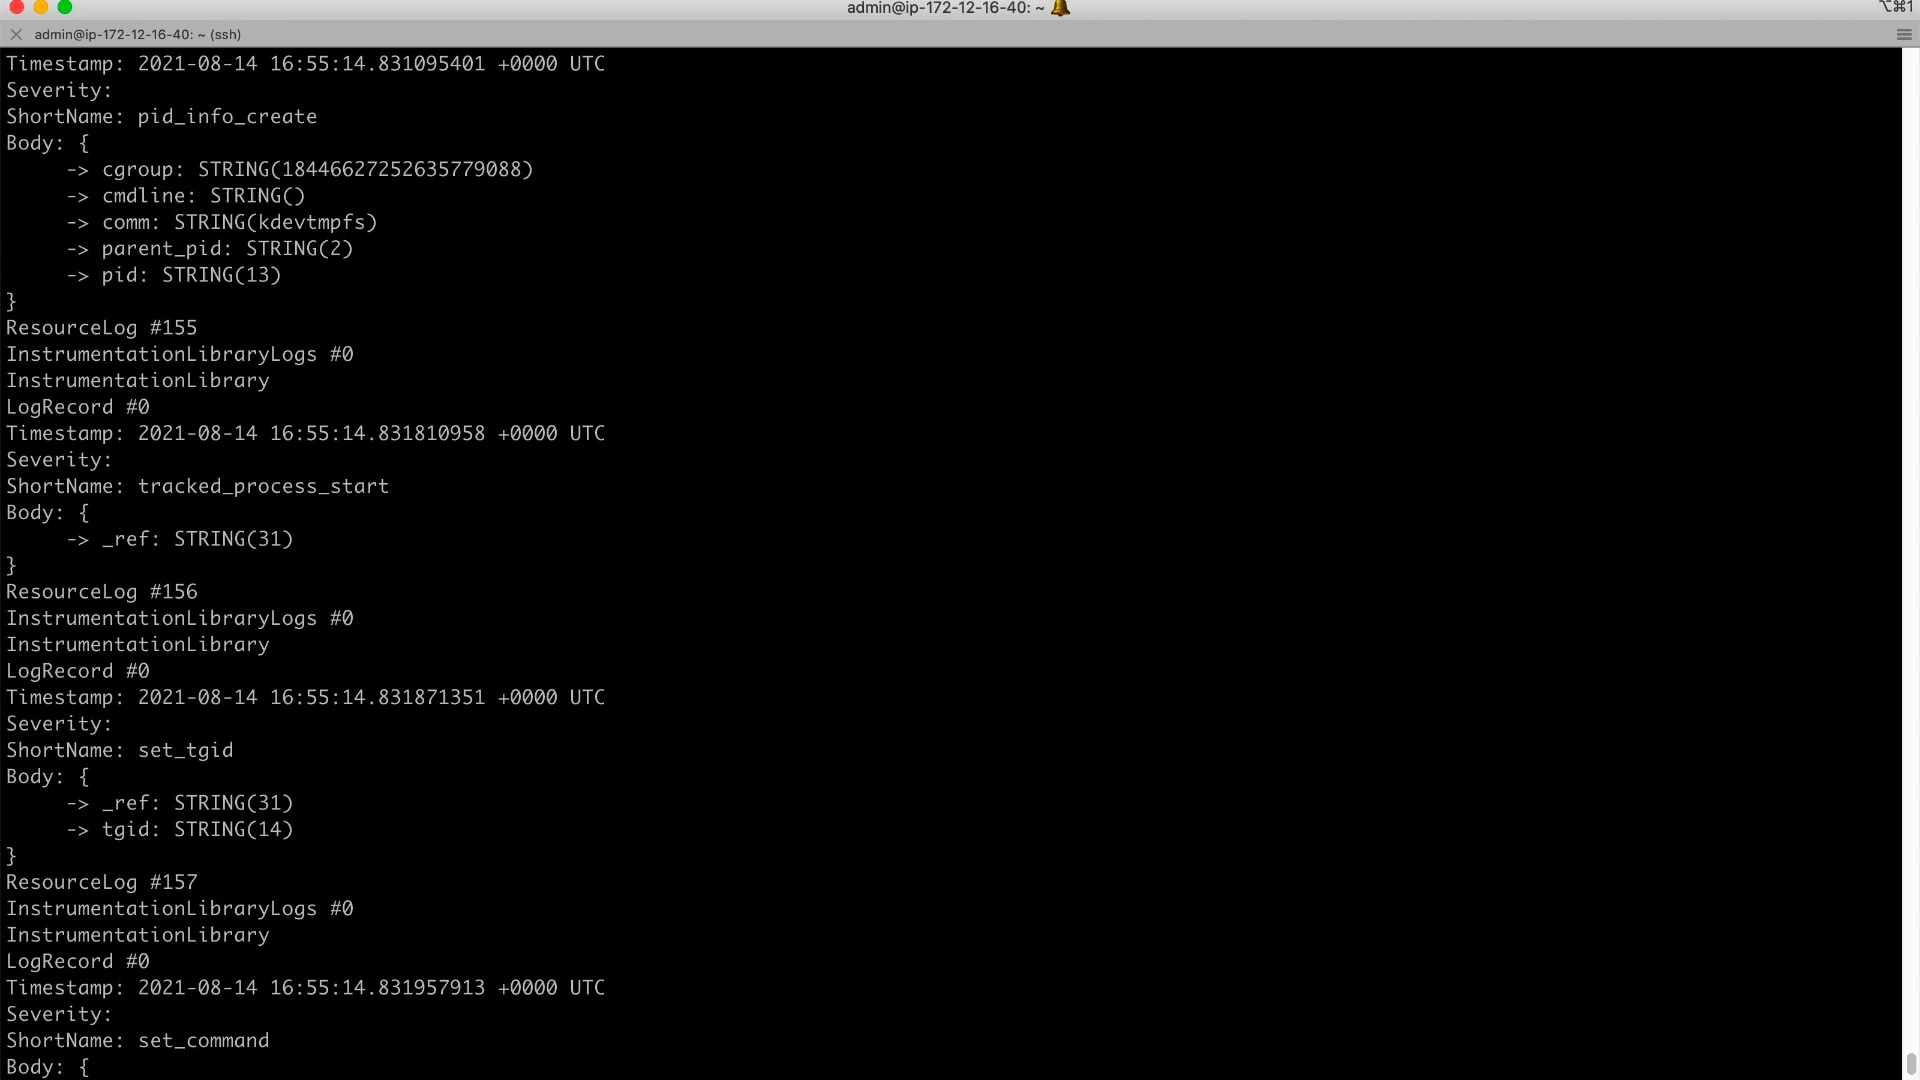 admin@ip-172-12-16-40: ~ 🔔
⌥⌘1
admin@ip-172-12-16-40: ~ (ssh)
Timestamp: 2021-08-14 16:55:14.831095401 +0000 UTC
Severity:
ShortName: pid_info_create
Body: {
     -> cgroup: STRING(18446627252635779088)
     -> cmdline: STRING()
     -> comm: STRING(kdevtmpfs)
     -> parent_pid: STRING(2)
     -> pid: STRING(13)
}
ResourceLog #155
InstrumentationLibraryLogs #0
InstrumentationLibrary
LogRecord #0
Timestamp: 2021-08-14 16:55:14.831810958 +0000 UTC
Severity:
ShortName: tracked_process_start
Body: {
     -> _ref: STRING(31)
}
ResourceLog #156
InstrumentationLibraryLogs #0
InstrumentationLibrary
LogRecord #0
Timestamp: 2021-08-14 16:55:14.831871351 +0000 UTC
Severity:
ShortName: set_tgid
Body: {
     -> _ref: STRING(31)
     -> tgid: STRING(14)
}
ResourceLog #157
InstrumentationLibraryLogs #0
InstrumentationLibrary
LogRecord #0
Timestamp: 2021-08-14 16:55:14.831957913 +0000 UTC
Severity:
ShortName: set_command
Body: {